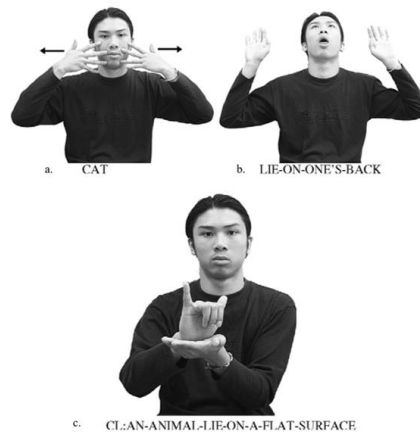 a. CAT
b. LIE-ON-ONE'S-BACK
c. CL:AN-ANIMAL-LIE-ON-A-FLAT-SURFACE